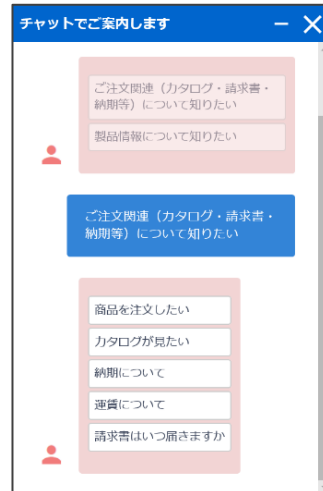 チャットでご案内します
ご注文関連（カタログ・請求書・
納期等）について知りたい
製品情報について知りたい
ご注文関連（カタログ・請求書・
納期等）について知りたい
商品を注文したい
カタログが見たい
納期について
運賃について
請求書はいつ届きますか